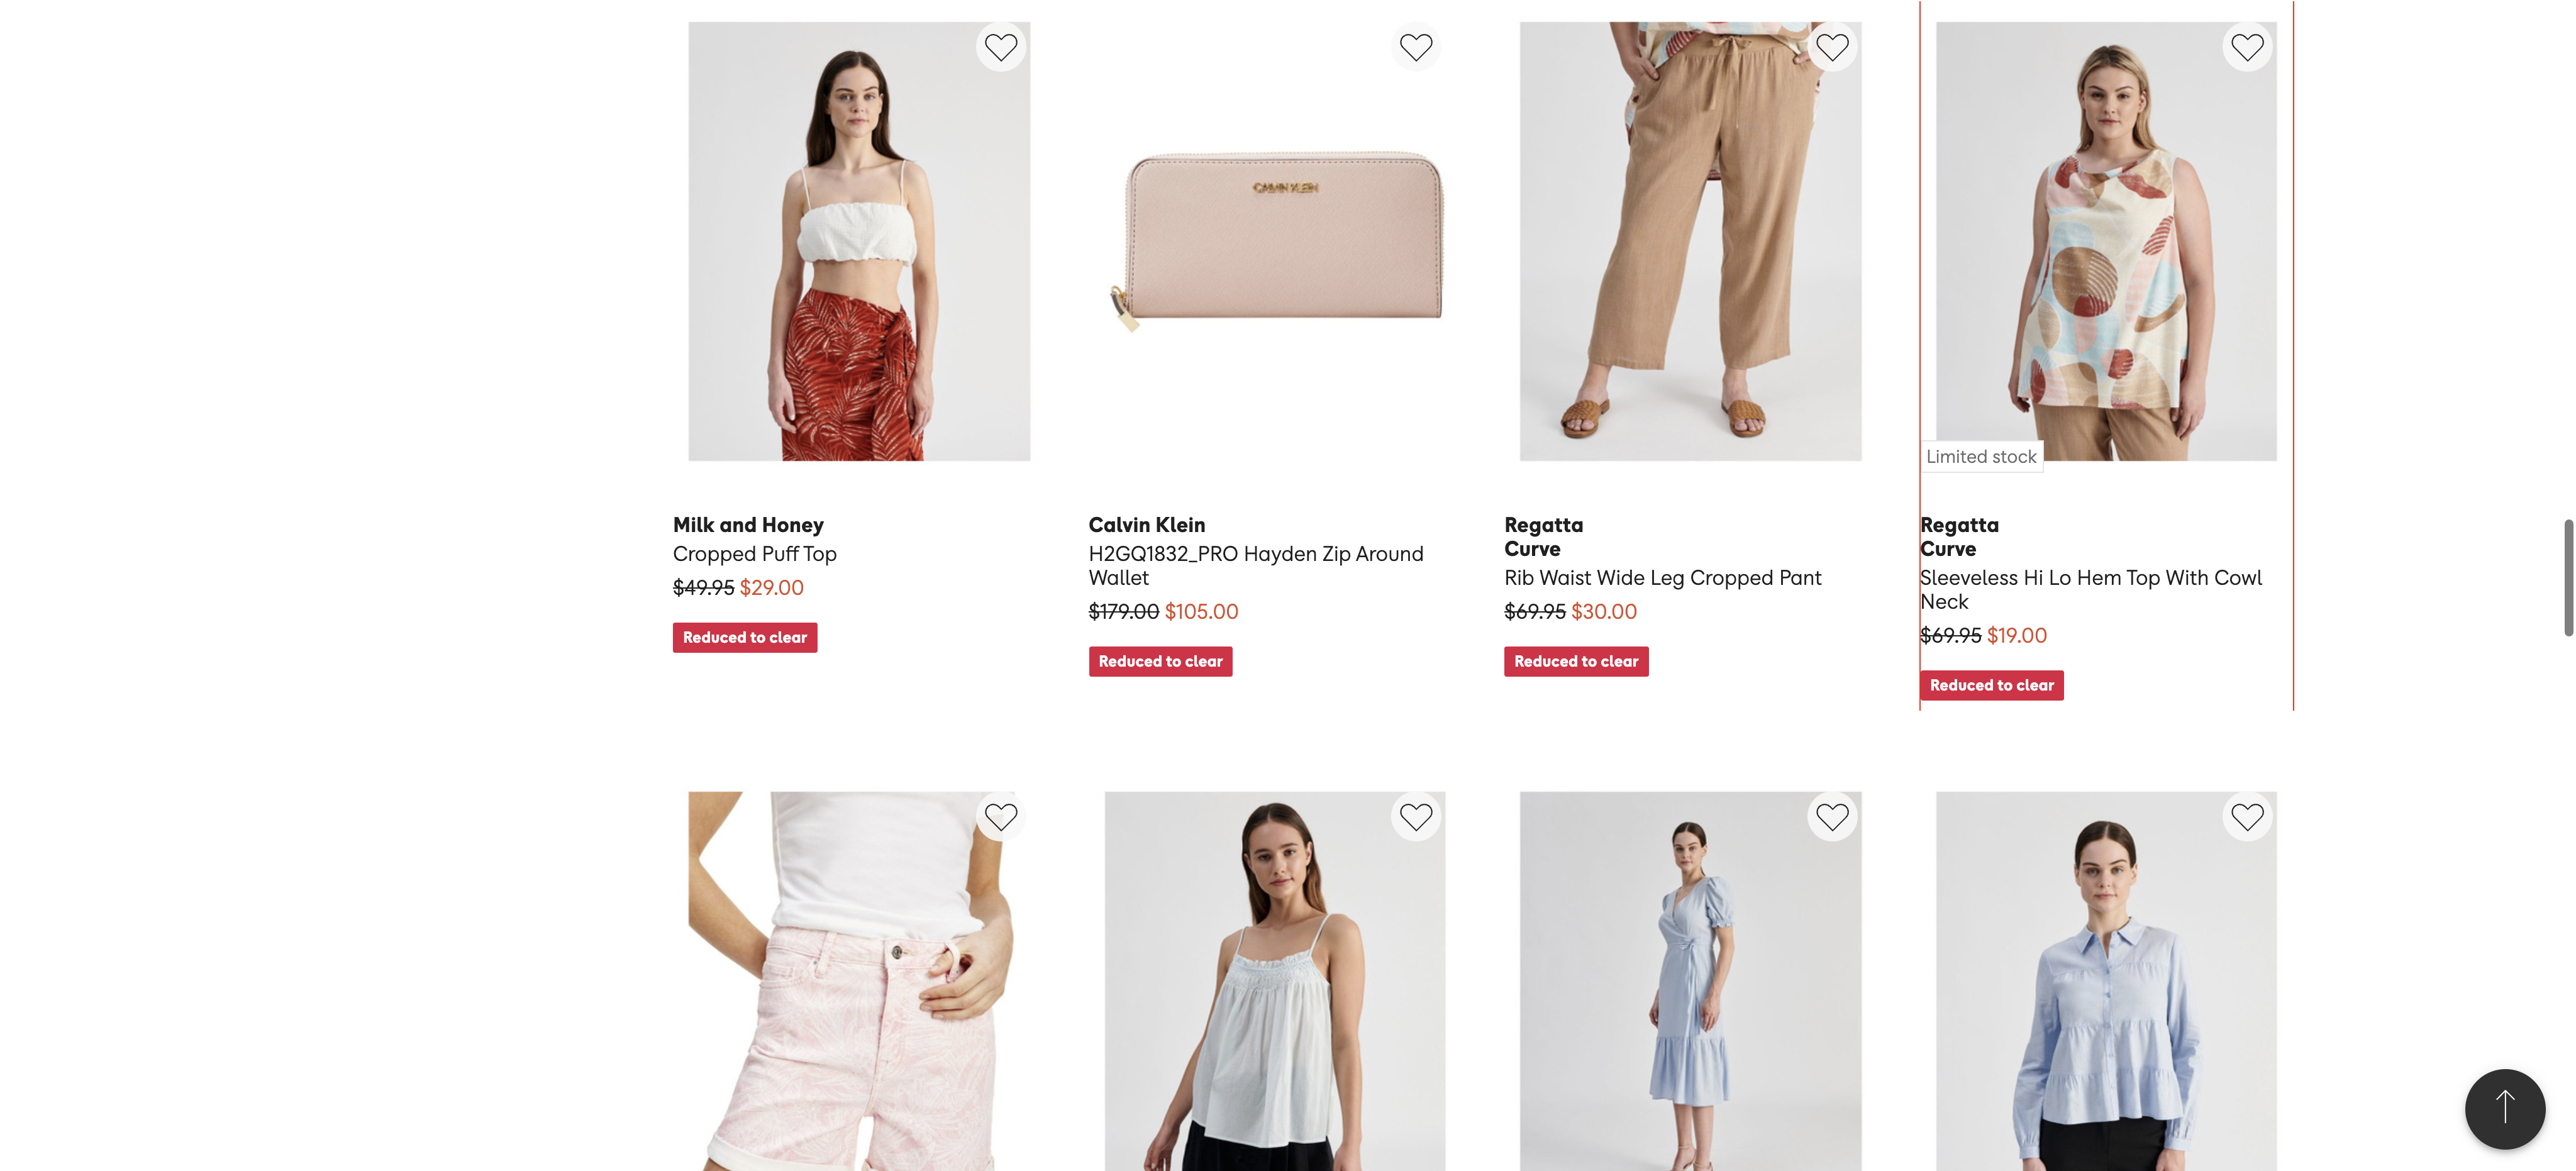 CALVIN KLEIN
Limited stock
Milk and Honey
Cropped Puff Top
$49.95 $29.00
Reduced to clear
Calvin Klein
H2GQ1832_PRO Hayden Zip Around
Wallet
$179.00 $105.00
Reduced to clear
Regatta
Curve
Rib Waist Wide Leg Cropped Pant
$69.95 $30.00
Reduced to clear
Regatta
Curve
Sleeveless Hi Lo Hem Top With Cowl
Neck
$69.95 $19.00
Reduced to clear